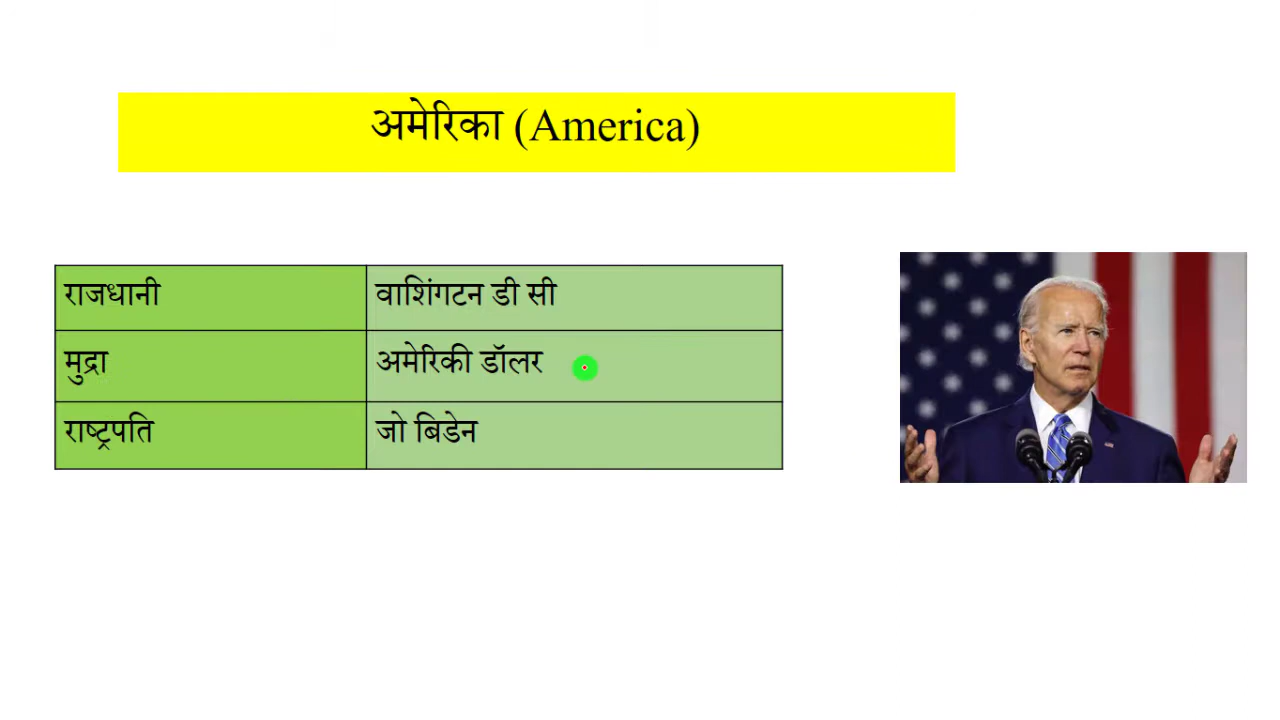 अमेरिका (America)
राजधानी वाशिंगटन डी सी
मुद्रा अमेरिकी डॉलर
राष्ट्रपति जो बिडेन